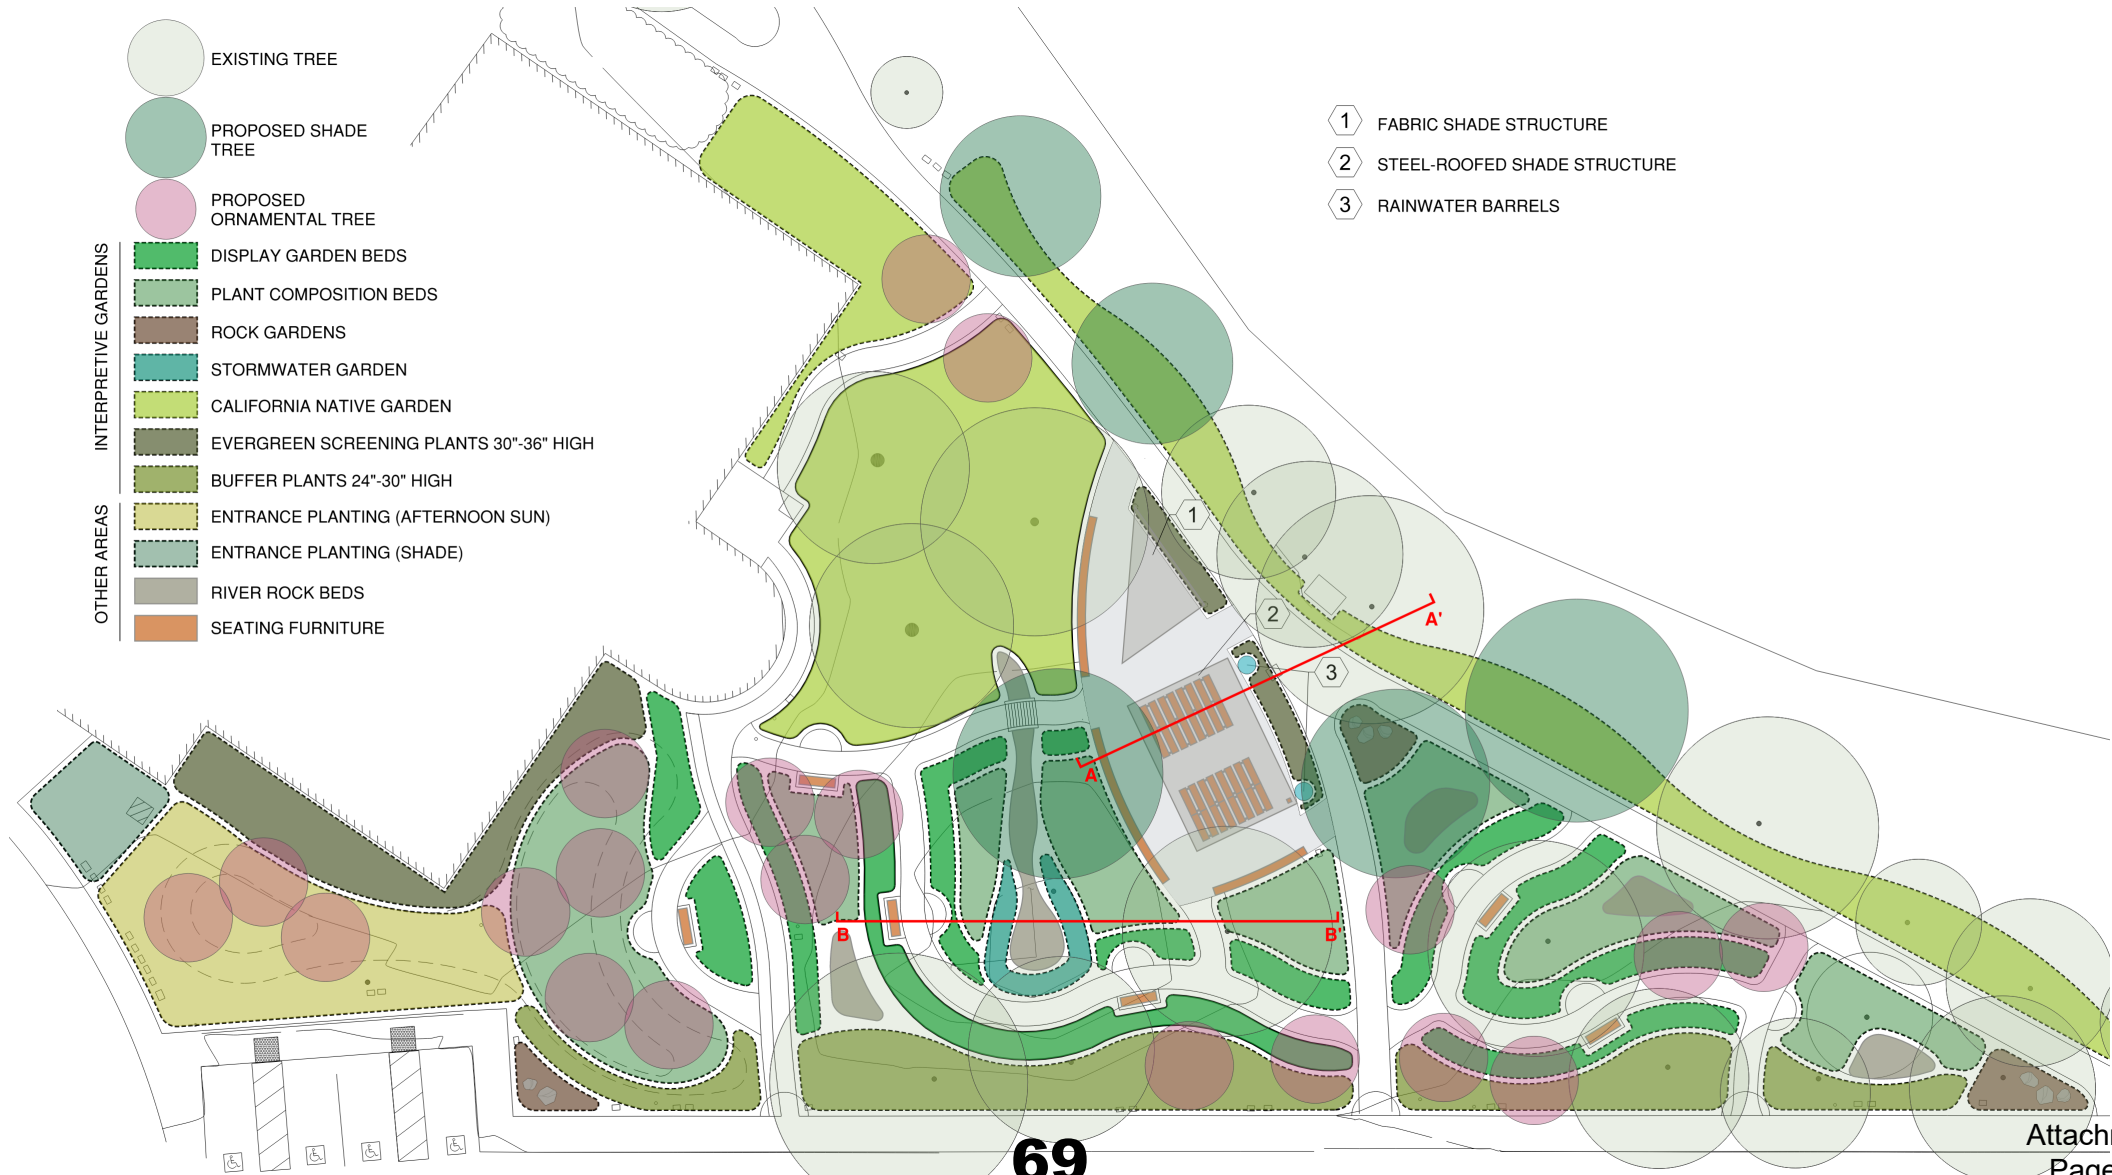 EXISTING TREE
PROPOSED SHADE
TREE
PROPOSED
ORNAMENTAL TREE
INTERPRETIVE GARDENS
DISPLAY GARDEN BEDS
PLANT COMPOSITION BEDS
ROCK GARDENS
STORMWATER GARDEN
CALIFORNIA NATIVE GARDEN
EVERGREEN SCREENING PLANTS 30"-36" HIGH
BUFFER PLANTS 24"-30" HIGH
OTHER AREAS
ENTRANCE PLANTING (AFTERNOON SUN)
ENTRANCE PLANTING (SHADE)
RIVER ROCK BEDS
SEATING FURNITURE
1 FABRIC SHADE STRUCTURE
2 STEEL-ROOFED SHADE STRUCTURE
3 RAINWATER BARRELS
1
2
A'
3
A
B
B'
69
Attachm
Page